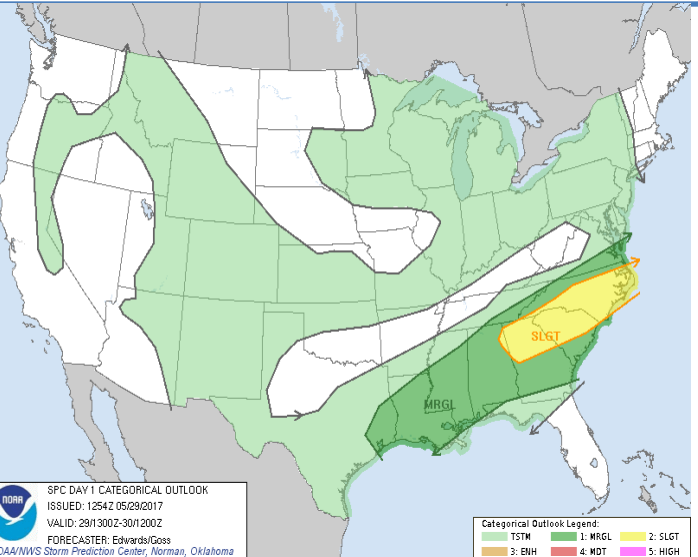 SLGT
MRGL
NOAA
SPC DAY 1 CATEGORICAL OUTLOOK
ISSUED: 1254Z 05/29/2017
VALID: 29/1300Z-30/1200Z
FORECASTER: Edwards/Goss
OAA/NWS Storm Prediction Center, Norman, Oklahoma
Categorical Outlook Legend:
TSTM 1: MRGL 2: SLGT
3: ENH 4: MDT 5: HIGH